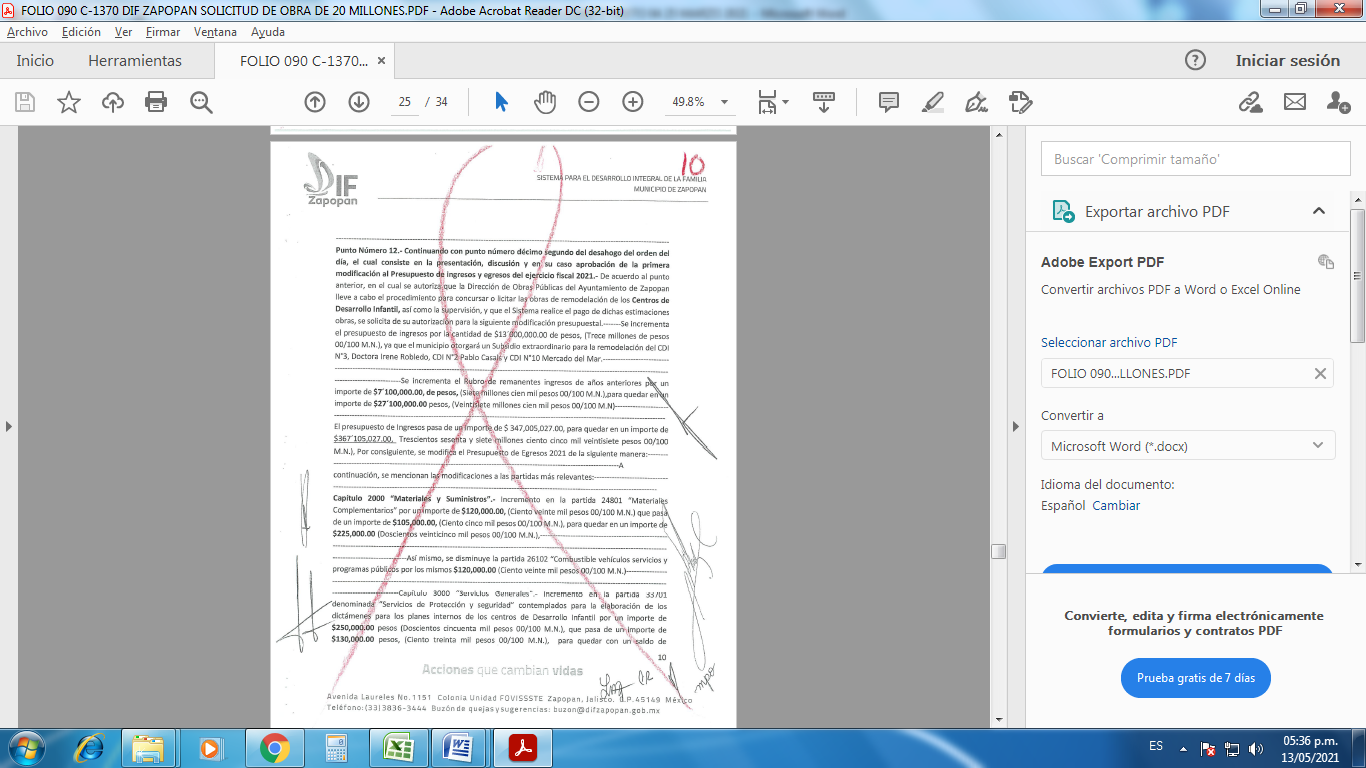 FOLIO 090 C-1370 DIF ZAPOPAN SOLICITUD DE OBRA DE 20 MILLONES.PDF - Adobe Acrobat Reader DC (32-bit)
Archivo Edición Ver Firmar Ventana Ayuda
Inicio Herramientas FOLIO 090 C-1370... × Iniciar sesión
25 / 34 49.8%
10
DIF
Zapopan
SISTEMA PARA EL DESARROLLO INTEGRAL DE LA FAMILIA
MUNICIPIO DE ZAPOPAN
Punto Número 12.- Continuando con punto número décimo segundo del desahogo del orden del
día, el cual consiste en la presentación, discusión y en su caso aprobación de la primera
modificación al Presupuesto de Ingresos y egresos del ejercicio fiscal 2021.- De acuerdo al punto
anterior, en el cual se autoriza que la Dirección de Obras Públicas del Ayuntamiento de Zapopan
lleve a cabo el procedimiento para concursar o licitar las obras de remodelación de los Centros de
Desarrollo Infantil, así como la supervisión, y que el Sistema realice el pago de dichas estimaciones
obras, se solicita de su autorización para la siguiente modificación presupuestal.-------Se incrementa
el presupuesto de ingresos por la cantidad de $13´000,000.00 de pesos, (Trece millones de pesos
00/100 M.N.), ya que el municipio otorgará un Subsidio extraordinario para la remodelación del CDI
N°3, Doctora Irene Robledo, CDI N°2 Pablo Casals y CDI N°10 Mercado del Mar.---------------------
----------------------Se incrementa el Rubro de remanentes ingresos de años anteriores por un
importe de $7´100,000.00, de pesos, (Siete millones cien mil pesos 00/100 M.N.),para quedar en un
importe de $27´100,000.00 pesos, (Veintisiete millones cien mil pesos 00/100 M.N)------------------
El presupuesto de Ingresos pasa de un importe de $ 347,005,027.00, para quedar en un importe de
$367´105,027.00, Trescientos sesenta y siete millones ciento cinco mil veintisiete pesos 00/100
M.N.), Por consiguiente, se modifica el Presupuesto de Egresos 2021 de la siguiente manera:-------
-----------------------------------------------------------------------------------------A
continuación, se mencionan las modificaciones a las partidas más relevantes:-----------------------
Capítulo 2000 "Materiales y Suministros".- Incremento en la partida 24801 "Materiales
Complementarios" por un importe de $120,000.00, (Ciento veinte mil pesos 00/100 M.N.) que pasa
de un importe de $105,000.00, (Ciento cinco mil pesos 00/100 M.N.), para quedar en un importe de
$225,000.00 (Doscientos veinticinco mil pesos 00/100 M.N.),----------------------------------------
-----------------------Así mismo, se disminuye la partida 26102 "Combustible vehículos servicios y
programas públicos por los mismos $120,000.00 (Ciento veinte mil pesos 00/100 M.N.)---------------
---------------------Capítulo 3000 "Servicios Generales".- Incremento en la partida 33701
denominada "Servicios de Protección y seguridad" contemplados para la elaboración de los
dictámenes para los planes internos de los centros de Desarrollo Infantil por un importe de
$250,000.00 pesos (Doscientos cincuenta mil pesos 00/100 M.N.), que pasa de un importe de
$130,000.00 pesos, (Ciento treinta mil pesos 00/100 M.N.), para quedar con un saldo de
10
Acciones que cambian vidas
Avenida Laureles No. 1151 Colonia Unidad FOVISSSTE Zapopan, Jalisco. C.P. 45149 México
Teléfono: (33) 3836-3444 Buzón de quejas y sugerencias: buzon@difzapopan.gob.mx
Buscar 'Comprimir tamaño'
Exportar archivo PDF
Adobe Export PDF
Convertir archivos PDF a Word o Excel Online
Seleccionar archivo PDF
FOLIO 090...LLONES.PDF
Convertir a
Microsoft Word (*.docx)
Idioma del documento:
Español Cambiar
Convierte, edita y firma electrónicamente
formularios y contratos PDF
Prueba gratis de 7 días
ES
05:36 p.m.
13/05/2021